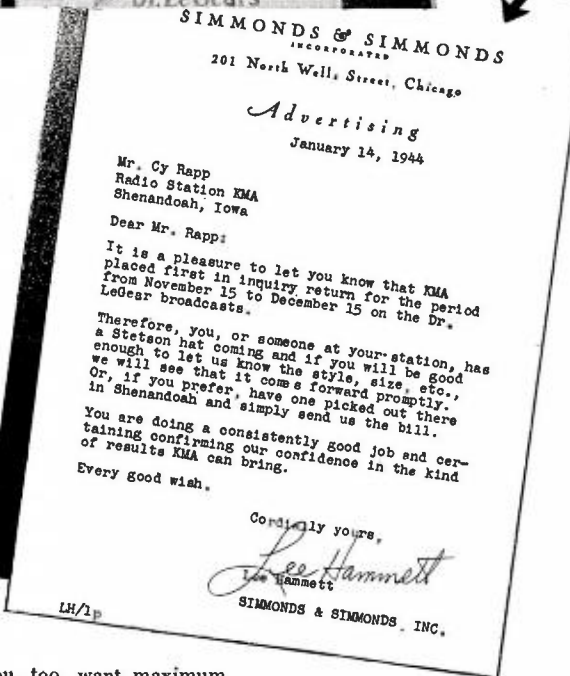 SIMMONDS & SIMMONDS
INCORPORATED
201 North Wells Street, Chicago
Advertising
January 14, 1944
Mr. Cy Rapp
Radio Station KMA
Shenandoah, Iowa
Dear Mr. Rapp:
It is a pleasure to let you know that KMA
placed first in inquiry return for the period
from November 15 to December 15 on the Dr.
LeGear broadcasts.
Therefore, you, or someone at your station, has
a Stetson hat coming and if you will be good
enough to let us know the style, size, etc.,
we will see that it comes forward promptly.
Or, if you prefer, have one picked out there
in Shenandoah and simply send us the bill.
You are doing a consistently good job and cer-
taining confirming our confidence in the kind
of results KMA can bring.
Every good wish.
Cordially yours,
Lee Hammett
Lee Hammett
SIMMONDS & SIMMONDS, INC.
LH/lp
too, want maximum